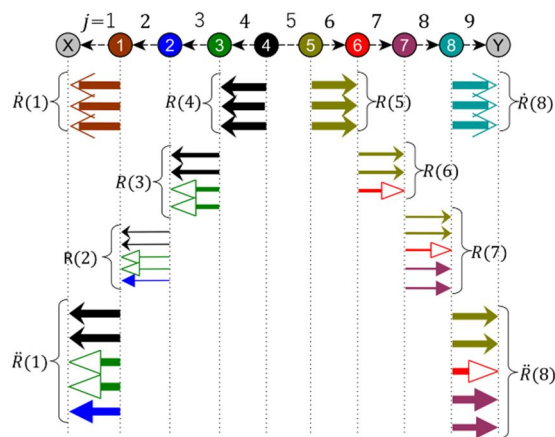 j=1 2 3 4 5 6 7 8 9
X 1 2 3 4 5 6 7 8 Y
Ṙ(1) R(4) R(5) Ṙ(8)
R(3) R(6)
R(2) R(7)
R̈(1) R̈(8)